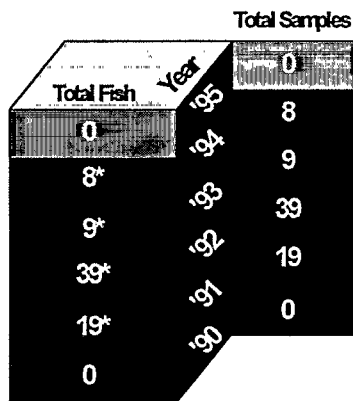 Total Samples
Total Fish Year
0 '95 0
8* '94 8
9* '93 9
39* '92 39
19* '91 19
0 '90 0